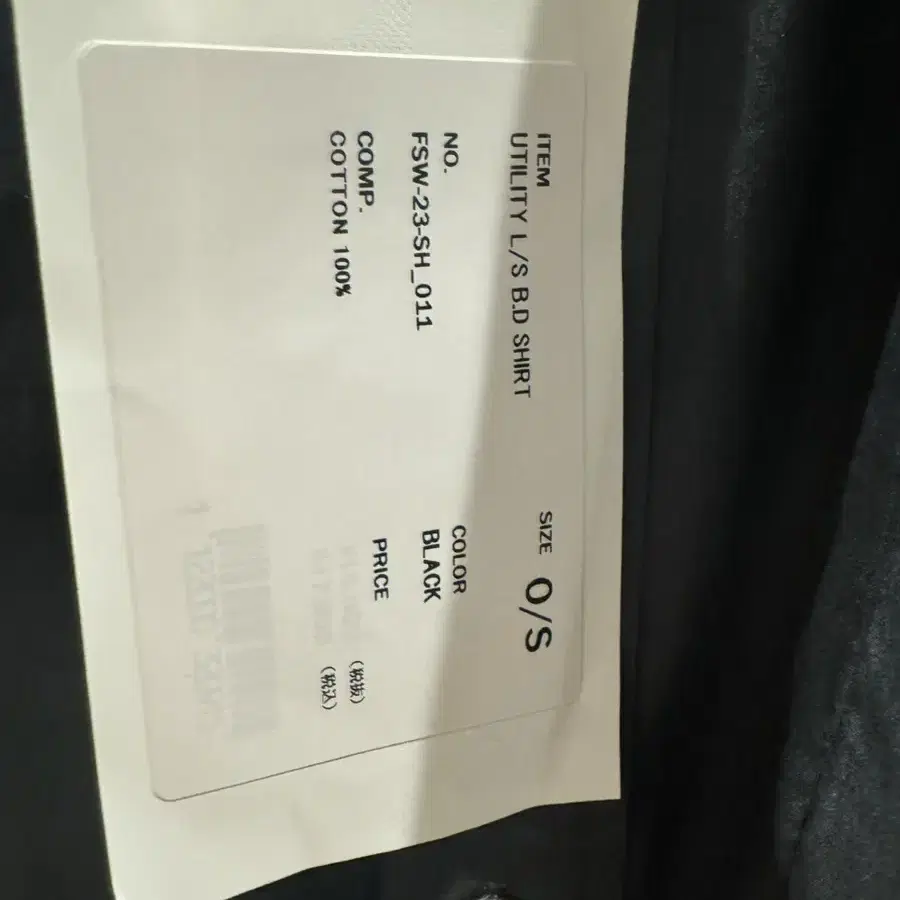 ITEM
UTILITY L/S B.D SHIRT
SIZE O/S
NO.
FSW-23-SH_011
COLOR
BLACK
COMP.
COTTON 100%
PRICE
(税抜)
(税込)